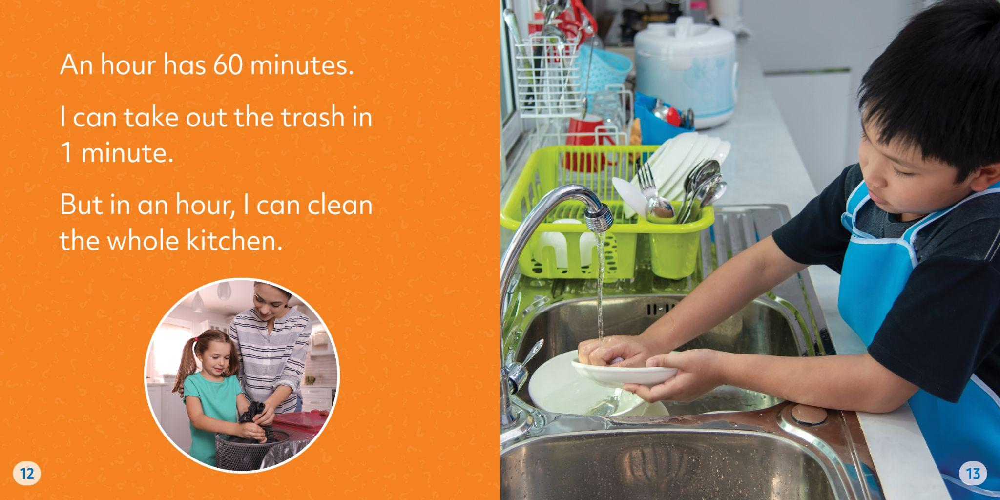 An hour has 60 minutes.
I can take out the trash in
1 minute.
But in an hour, I can clean
the whole kitchen.
12
13